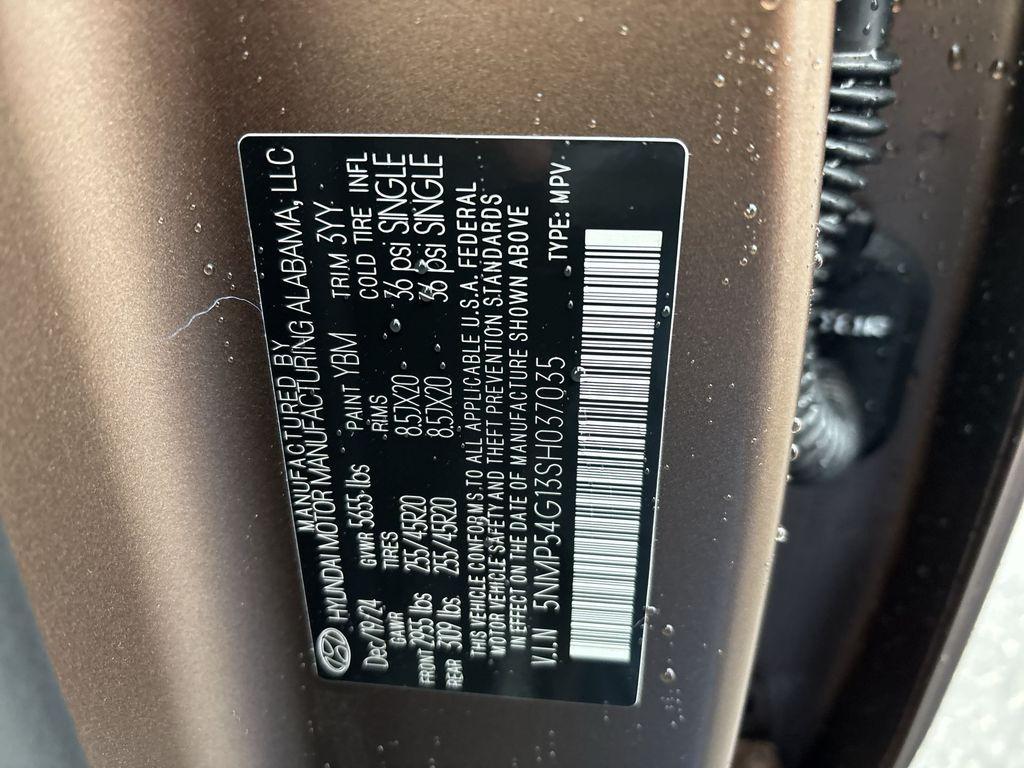 MANUFACTURED BY
HYUNDAI MOTOR MANUFACTURING ALABAMA, LLC
Dec/19/24 GVWR 5655 lbs PAINT YBM TRIM 3YY
GAWR TIRES RIMS COLD TIRE INFL
FRONT 2955 lbs 255/45R20 8.5JX20 36 psi SINGLE
REAR 3109 lbs 255/45R20 8.5JX20 36 psi SINGLE
THIS VEHICLE CONFORMS TO ALL APPLICABLE U.S.A. FEDERAL
MOTOR VEHICLE SAFETY AND THEFT PREVENTION STANDARDS
IN EFFECT ON THE DATE OF MANUFACTURE SHOWN ABOVE
V.I.N 5NMP54G13SH037035 TYPE: MPV